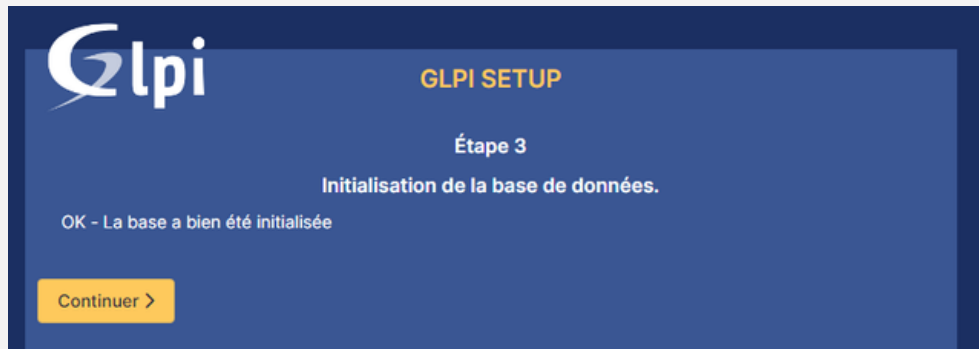 Glpi
GLPI SETUP
Étape 3
Initialisation de la base de données.
OK - La base a bien été initialisée
Continuer >